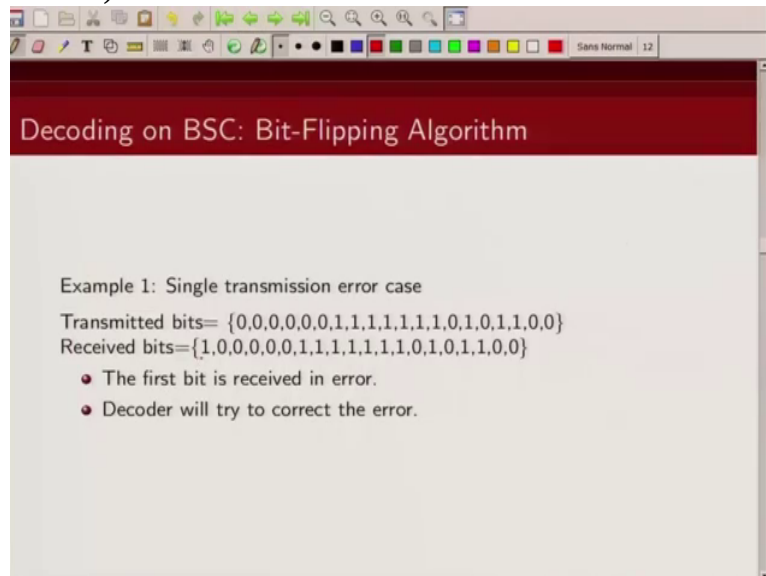 T
Sans Normal 12
Decoding on BSC: Bit-Flipping Algorithm
Example 1: Single transmission error case
Transmitted bits= {0,0,0,0,0,0,1,1,1,1,1,1,1,0,1,0,1,1,0,0}
Received bits={1,0,0,0,0,0,1,1,1,1,1,1,1,0,1,0,1,1,0,0}
The first bit is received in error.
Decoder will try to correct the error.